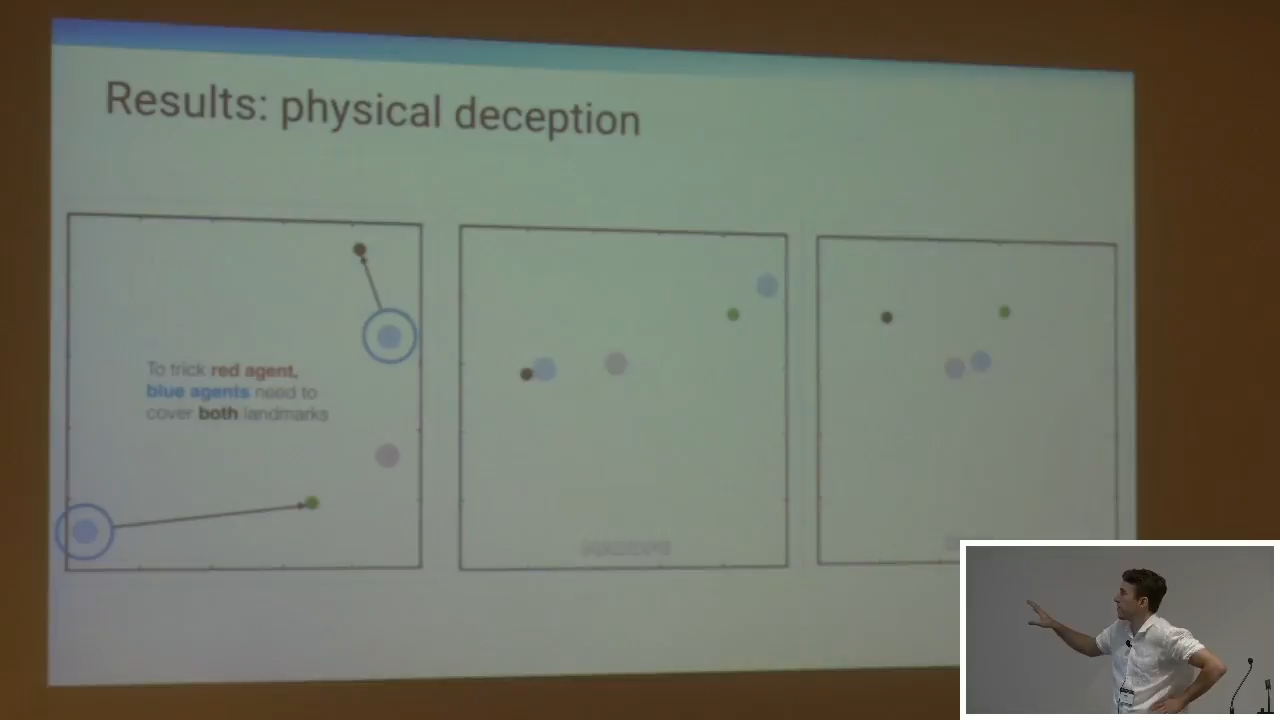 Results: physical deception
To trick red agent,
blue agents need to
cover both landmarks